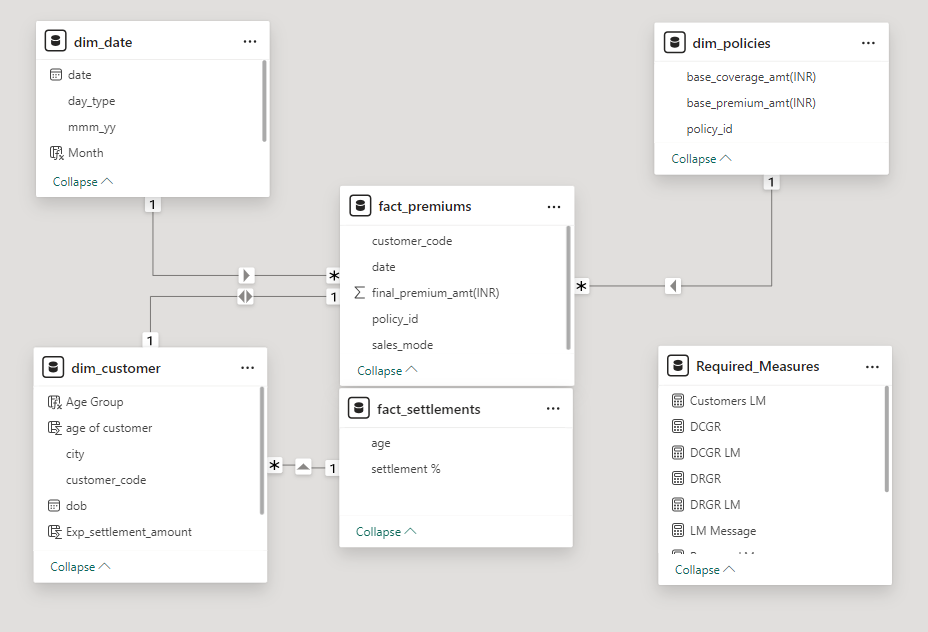 dim_date
date
day_type
mmm_yy
Month
Collapse
1
dim_policies
base_coverage_amt(INR)
base_premium_amt(INR)
policy_id
Collapse
1
fact_premiums
customer_code
date
final_premium_amt(INR)
policy_id
sales_mode
Collapse
*
1
*
1
dim_customer
Age Group
age of customer
city
customer_code
dob
Exp_settlement_amount
Collapse
*
1
fact_settlements
age
settlement %
Collapse
Required_Measures
Customers LM
DCGR
DCGR LM
DRGR
DRGR LM
LM Message
Collapse